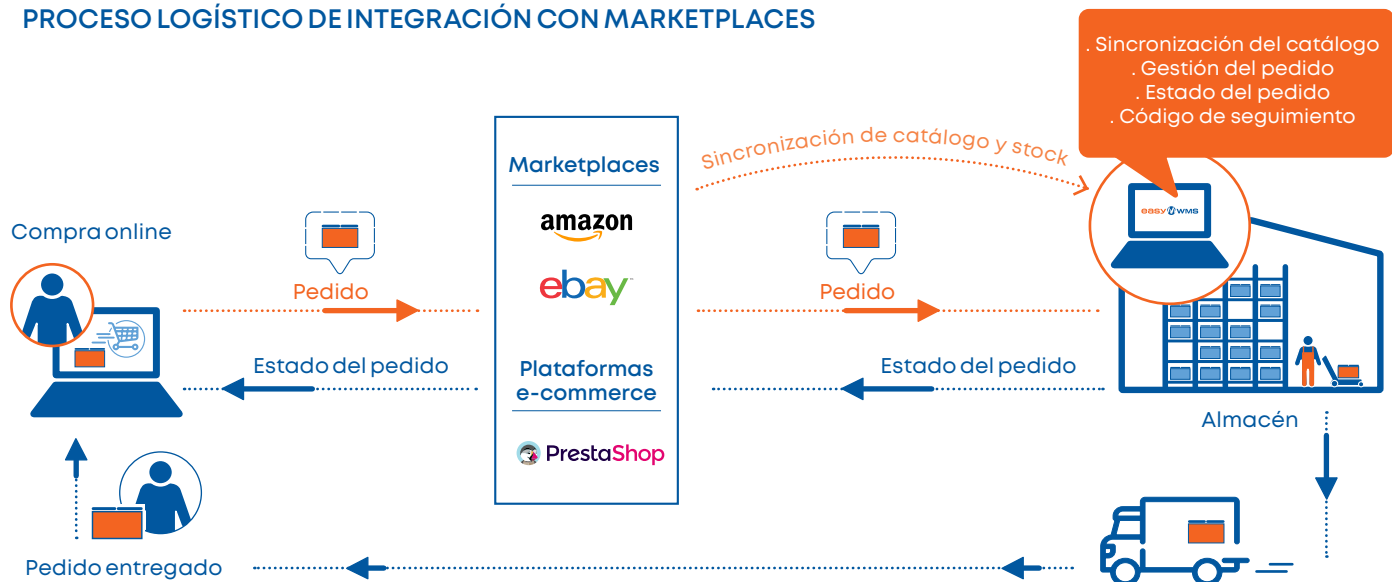 PROCESO LOGÍSTICO DE INTEGRACIÓN CON MARKETPLACES
. Sincronización del catálogo
. Gestión del pedido
. Estado del pedido
. Código de seguimiento
Sincronización de catálogo y stock
easy WMS
Marketplaces
amazon
ebay™
Compra online
Pedido
Pedido
Estado del pedido
Estado del pedido
Plataformas
e-commerce
PrestaShop
Almacén
Pedido entregado